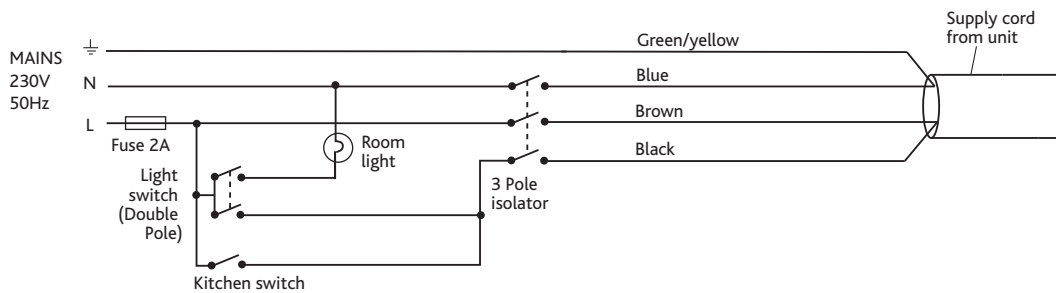 Supply cord
from unit
Green/yellow
MAINS
230V
50Hz
N
Blue
L
Brown
Fuse 2A
Room
light
Black
Light
switch
(Double
Pole)
3 Pole
isolator
Kitchen switch